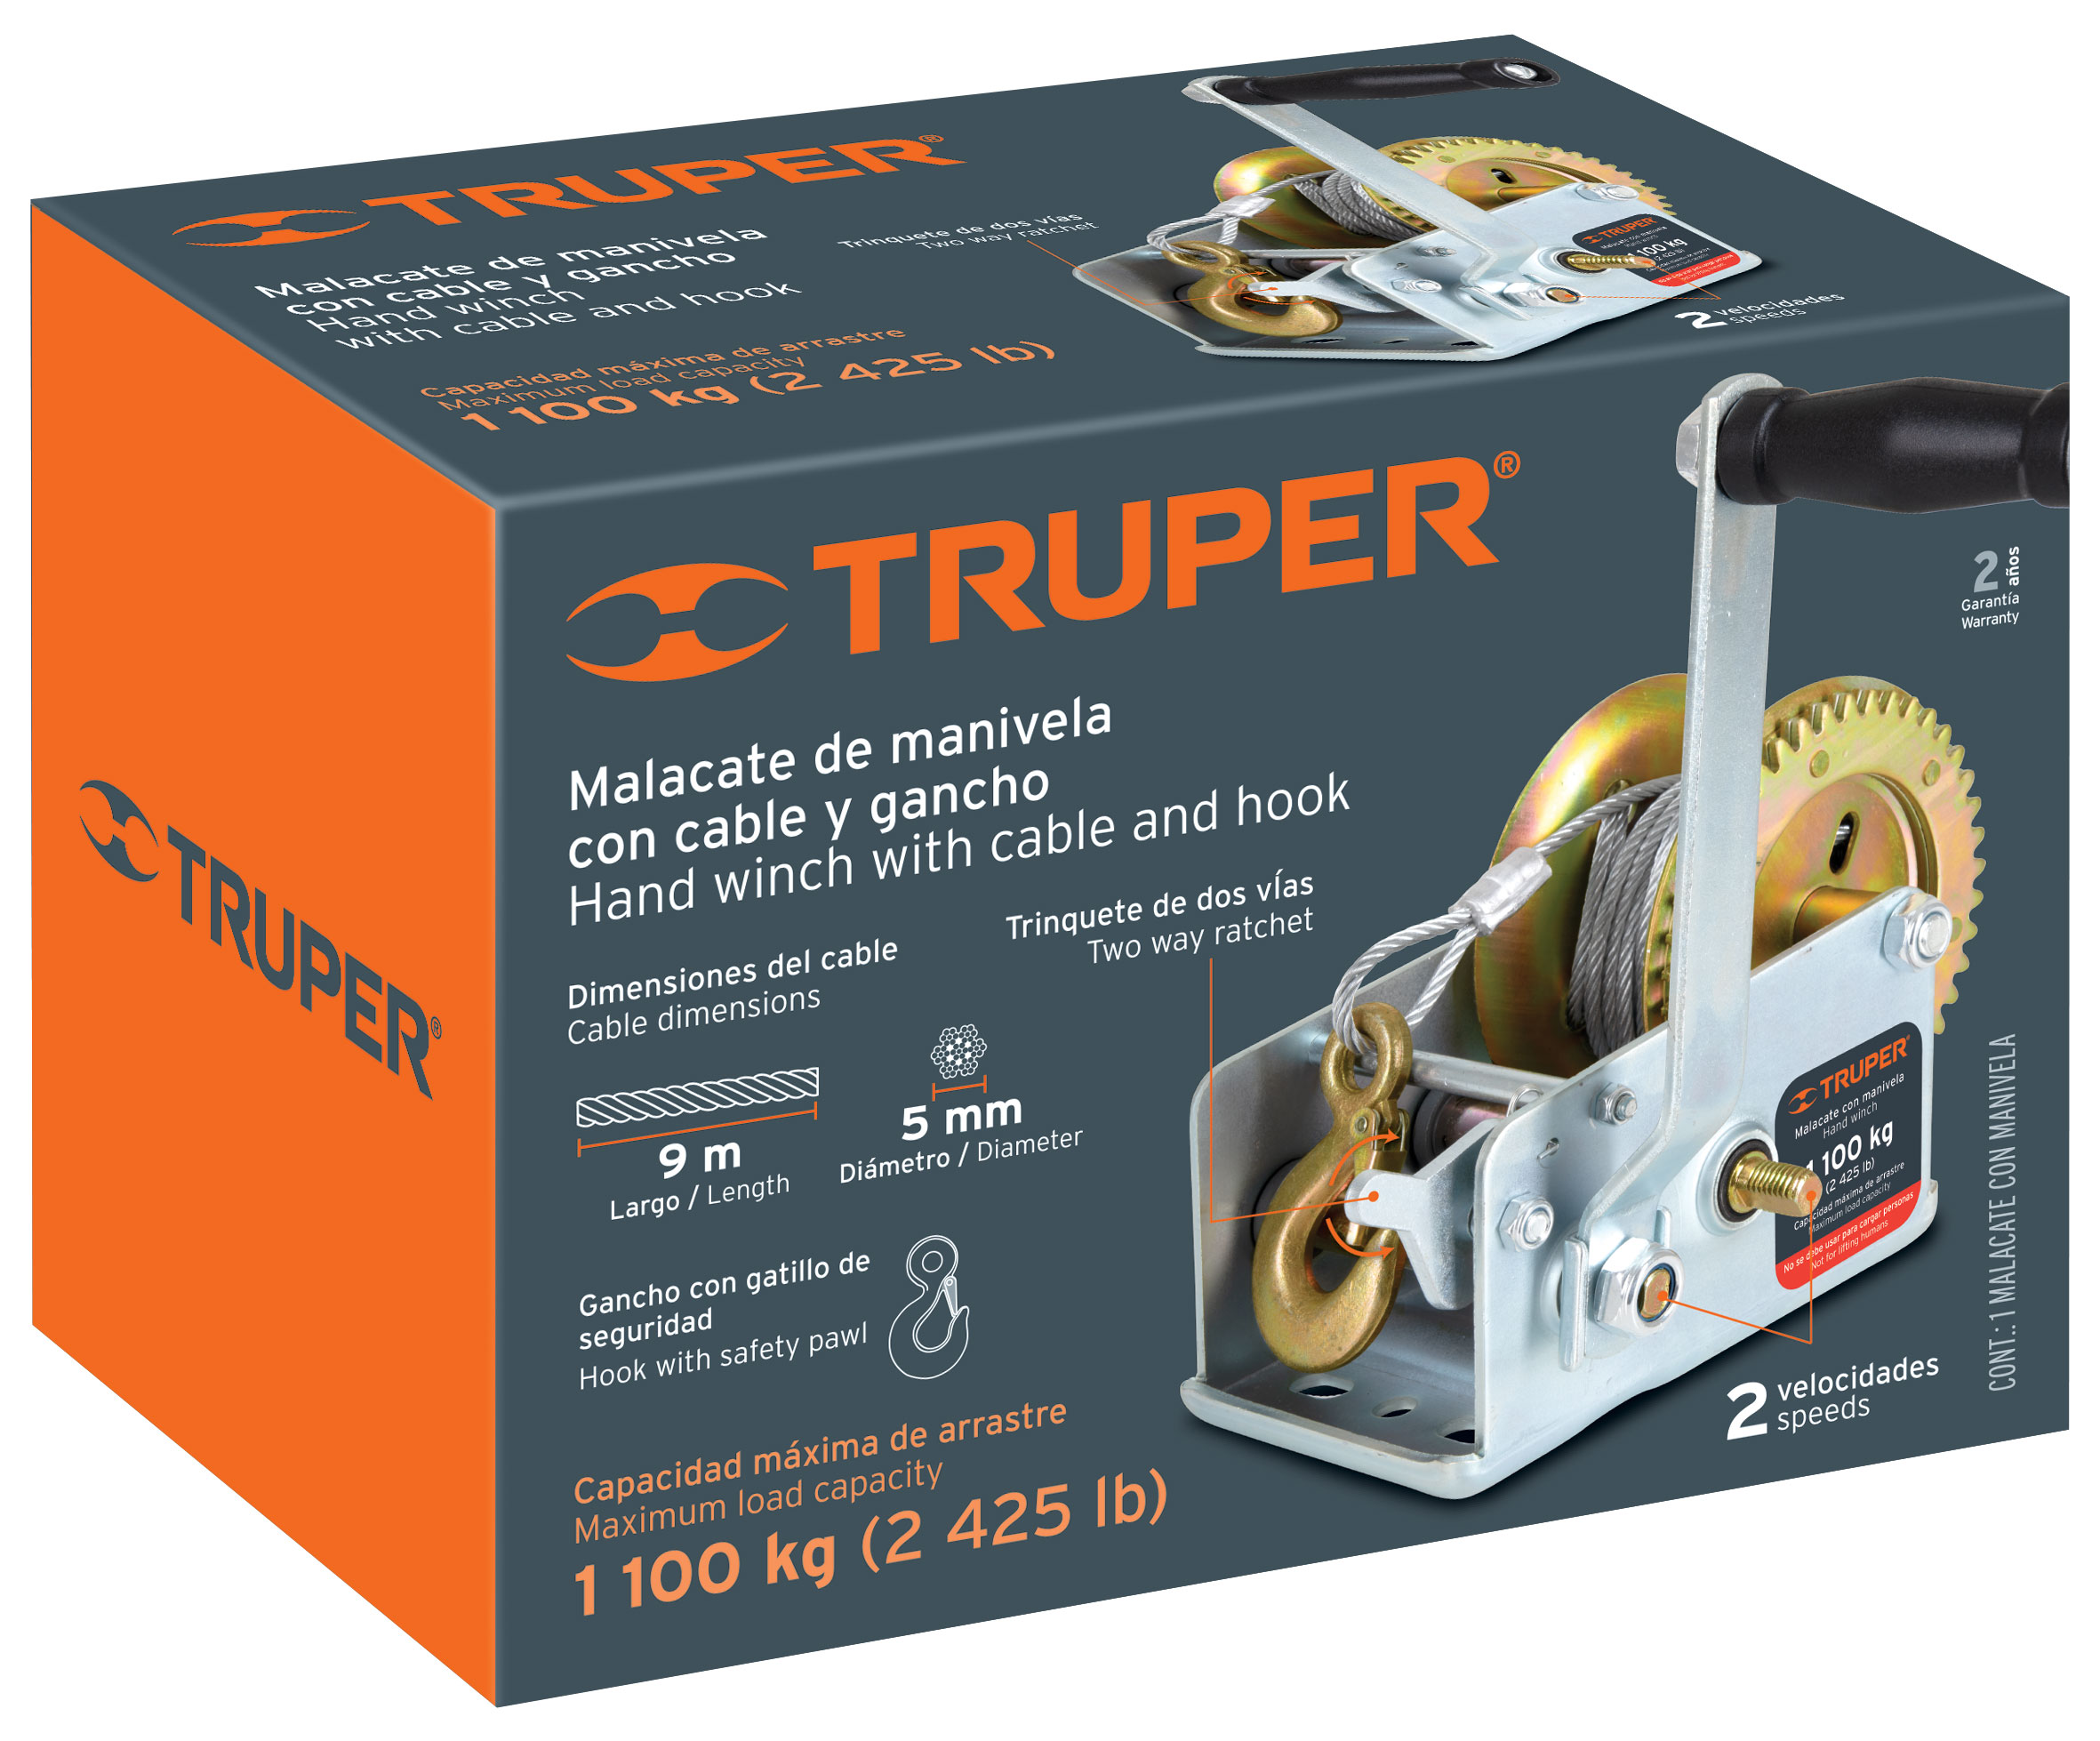 TRUPER®
Malacate de manivela
con cable y gancho
Hand winch
with cable and hook
Capacidad máxima de arrastre
Maximum load capacity
1 100 kg (2 425 lb)
Trinquete de dos vías
Two way ratchet
TRUPER
1 100 kg
2 velocidades
speeds
TRUPER®
TRUPER®
2 años
Garantía
Warranty
Malacate de manivela
con cable y gancho
Hand winch with cable and hook
Dimensiones del cable
Cable dimensions
9 m
Largo / Length
5 mm
Diámetro / Diameter
Trinquete de dos vías
Two way ratchet
Gancho con gatillo de
seguridad
Hook with safety pawl
Capacidad máxima de arrastre
Maximum load capacity
1 100 kg (2 425 lb)
TRUPER®
Malacate con manivela
Hand winch
1 100 kg
(2 425 lb)
Capacidad máxima de arrastre
Maximum load capacity
No se debe usar para cargar personas
Not for lifting humans
2 velocidades
speeds
CONT.: 1 MALACATE CON MANIVELA